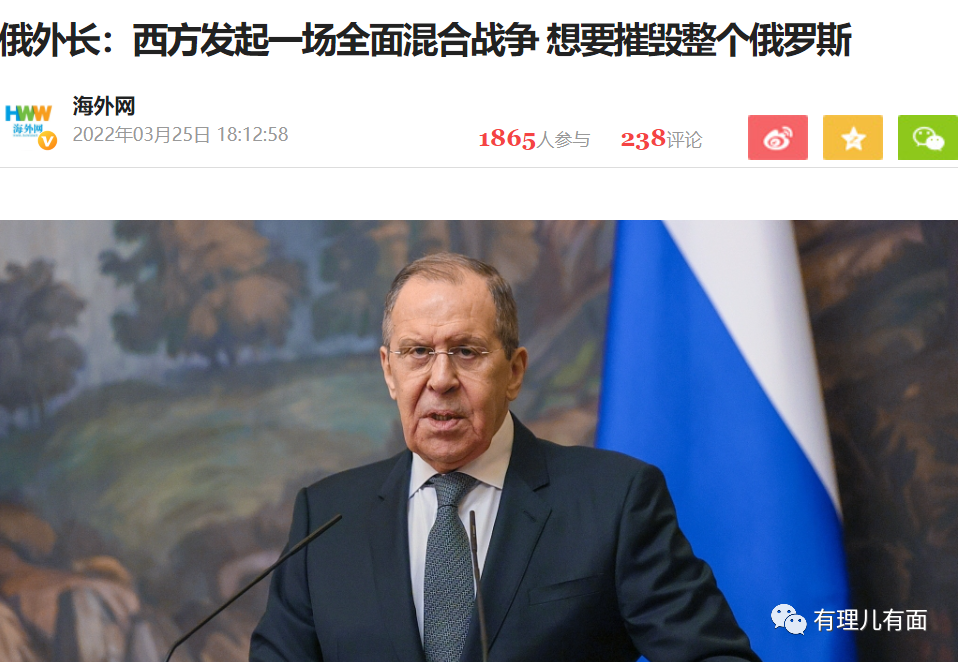 俄外长：西方发起一场全面混合战争 想要摧毁整个俄罗斯
HWW
海外网
V
海外网
2022年03月25日 18:12:58
1865人参与
238评论
有理儿有面